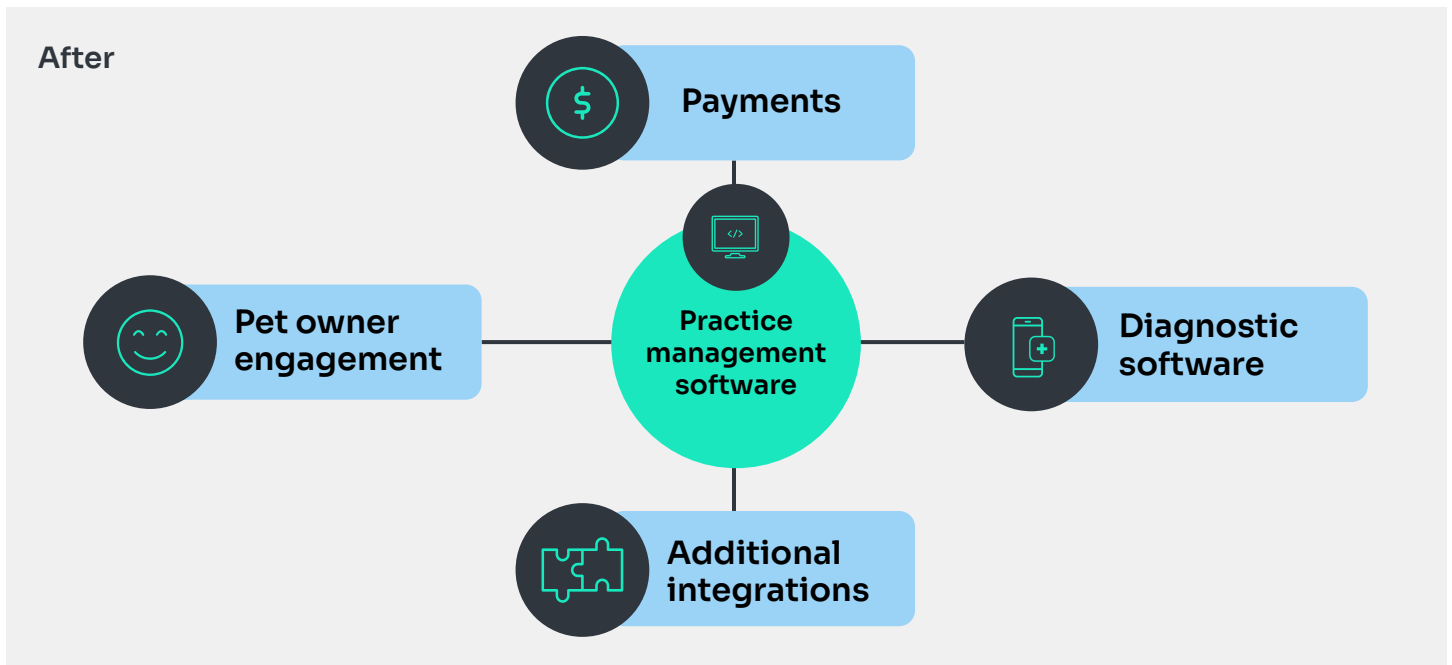 After
Payments
$
</>
Practice
management
software
Pet owner
engagement
Diagnostic
software
Additional
integrations